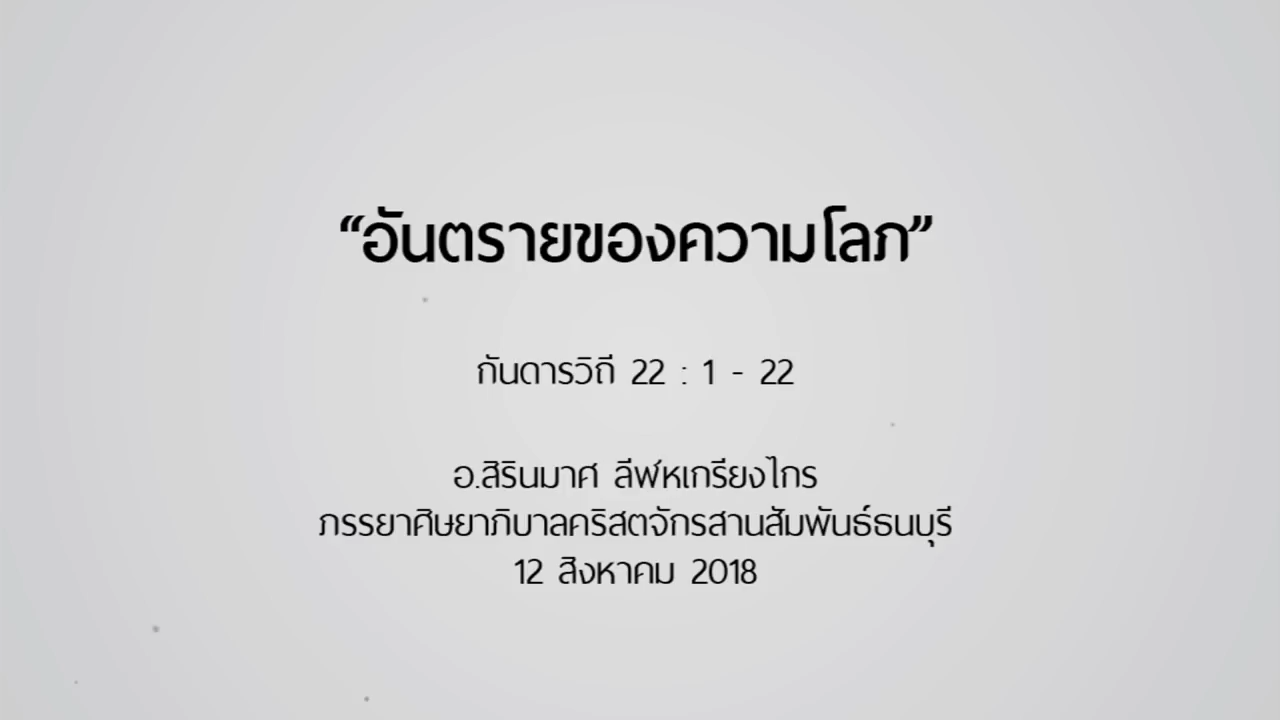 “อันตรายของความโลภ”
กันดารวิถี 22 : 1 - 22
อ.สิรินมาศ ลีฬหเกรียงไกร
ภรรยาศิษยาภิบาลคริสตจักรสานสัมพันธ์ธนบุรี
12 สิงหาคม 2018